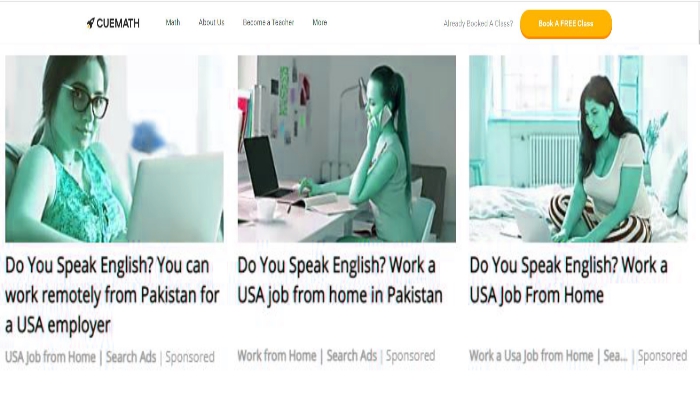 CUEMATH Math About Us Become a Teacher More Already Booked A Class? Book A FREE Class
Do You Speak English? You can
work remotely from Pakistan for
a USA employer
USA Job from Home | Search Ads | Sponsored
Do You Speak English? Work a
USA job from home in Pakistan
Work from Home | Search Ads | Sponsored
Do You Speak English? Work a
USA Job From Home
Work a Usa Job from Home | Sea... | Sponsored